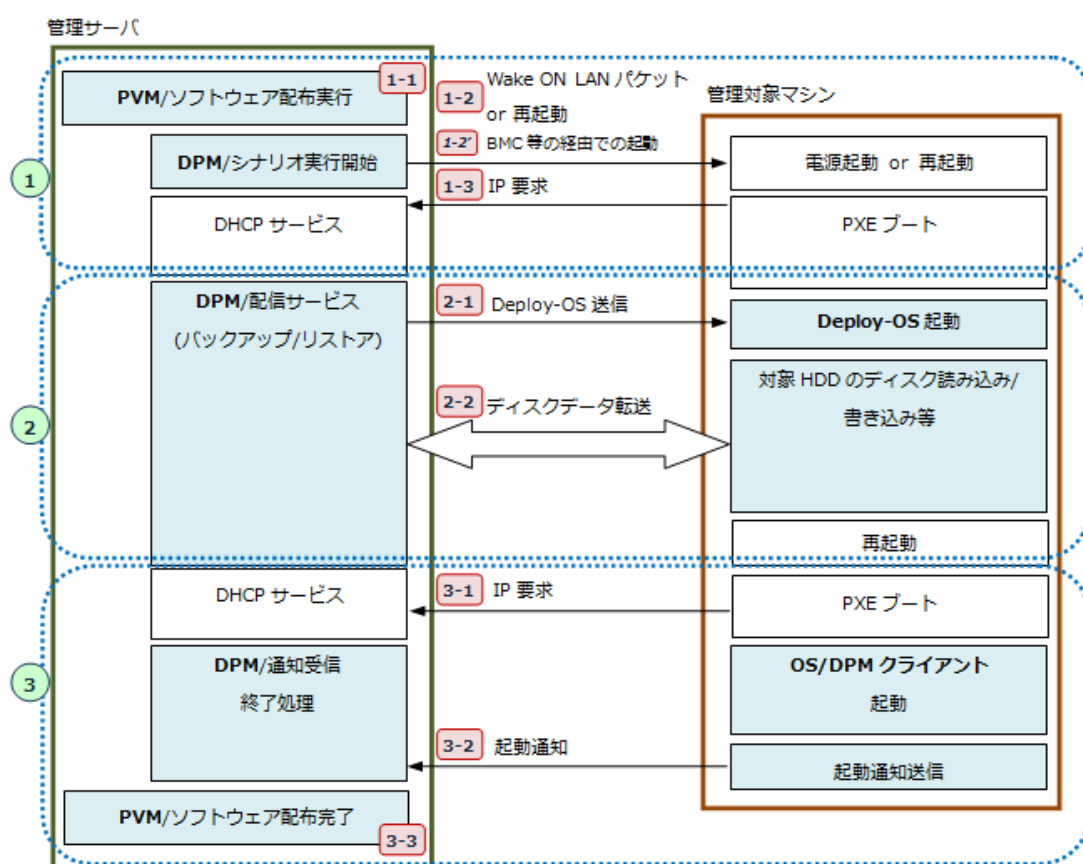 管理サーバ
1-1
PVM/ソフトウェア配布実行
1-2
Wake ON LAN パケット
or 再起動
管理対象マシン
1
DPM/シナリオ実行開始
1-2'
BMC 等の経由での起動
電源起動 or 再起動
1-3
IP 要求
DHCP サービス
PXE ブート
DPM/配信サービス
(バックアップ/リストア)
2-1
Deploy-OS 送信
Deploy-OS 起動
2
2-2
ディスクデータ転送
対象 HDD のディスク読み込み/
書き込み等
再起動
DHCP サービス
3-1
IP 要求
PXE ブート
3
DPM/通知受信
終了処理
OS/DPM クライアント
起動
3-2
起動通知
起動通知送信
PVM/ソフトウェア配布完了
3-3